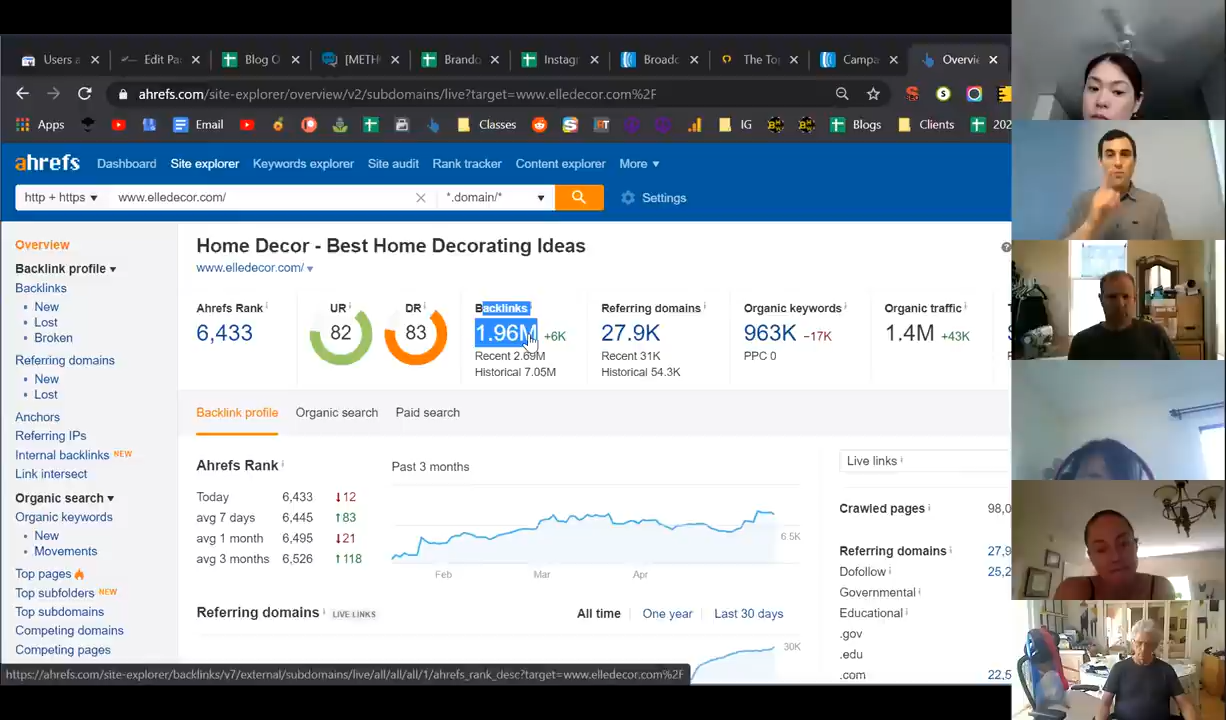 Users a
Edit Pa
Blog O
[METH
Brando
Instagr
Broadc
The To
Campa
Overvi
ahrefs.com/site-explorer/overview/v2/subdomains/live?target=www.elledecor.com%2F
Apps
Email
Classes
IG
Blogs
Clients
202
ahrefs
Dashboard
Site explorer
Keywords explorer
Site audit
Rank tracker
Content explorer
More
http + https
www.elledecor.com/
*.domain/*
Settings
Overview
Backlink profile
Backlinks
New
Lost
Broken
Referring domains
New
Lost
Anchors
Referring IPs
Internal backlinks NEW
Link intersect
Organic search
Organic keywords
New
Movements
Top pages
Top subfolders NEW
Top subdomains
Competing domains
Competing pages
Home Decor - Best Home Decorating Ideas
www.elledecor.com/
Ahrefs Rank
6,433
UR
82
DR
83
Backlinks
1.96M +6K
Recent 2.69M
Historical 7.05M
Referring domains
27.9K
Recent 31K
Historical 54.3K
Organic keywords
963K −17K
PPC 0
Organic traffic
1.4M +43K
Backlink profile
Organic search
Paid search
Ahrefs Rank
Today 6,433 ↓12
avg 7 days 6,445 ↑83
avg 1 month 6,495 ↓21
avg 3 months 6,526 ↑118
Past 3 months
6.5K
Feb Mar Apr
Live links
Crawled pages 98,0
Referring domains 27,9
Dofollow 25,2
Governmental
Educational
.gov
.edu
.com 22,5
Referring domains LIVE LINKS
All time
One year
Last 30 days
30K
https://ahrefs.com/site-explorer/backlinks/v7/external/subdomains/live/all/all/all/1/ahrefs_rank_desc?target=www.elledecor.com%2F